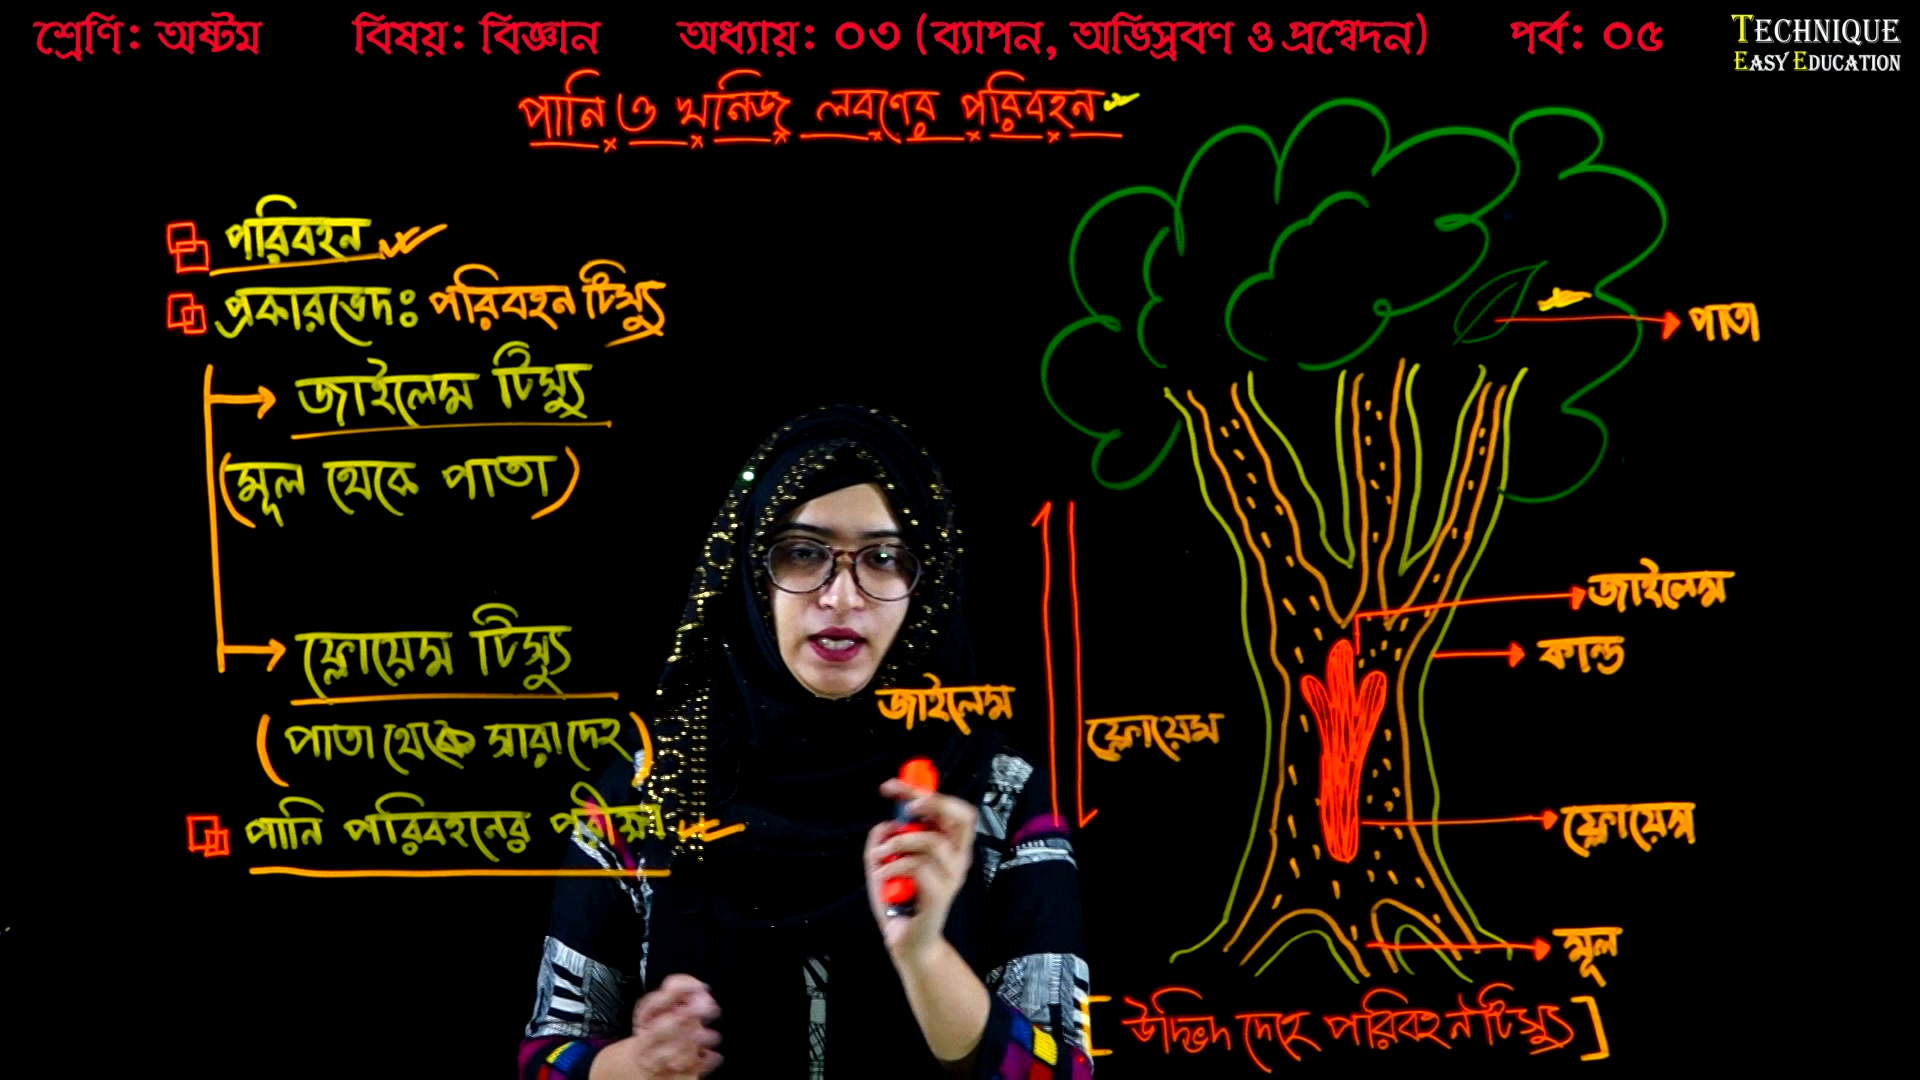 শ্রেণি: অষ্টম বিষয়: বিজ্ঞান অধ্যায়: ০৩ (ব্যাপন, অভিস্রবণ ও প্রস্বেদন) পর্ব: ০৫
TECHNIQUE
EASY EDUCATION
পানি ও খনিজ লবণের পরিবহন
পরিবহন
প্রকারভেদ: পরিবহন টিস্যু
জাইলেম টিস্যু
(মূল থেকে পাতা)
ফ্লোয়েম টিস্যু
(পাতা থেকে সারা দেহ)
পানি পরিবহনের পরীক্ষা
জাইলেম
ফ্লোয়েম
পাতা
জাইলেম
কান্ড
ফ্লোয়েম
মূল
[উদ্ভিদ দেহে পরিবহন টিস্যু]